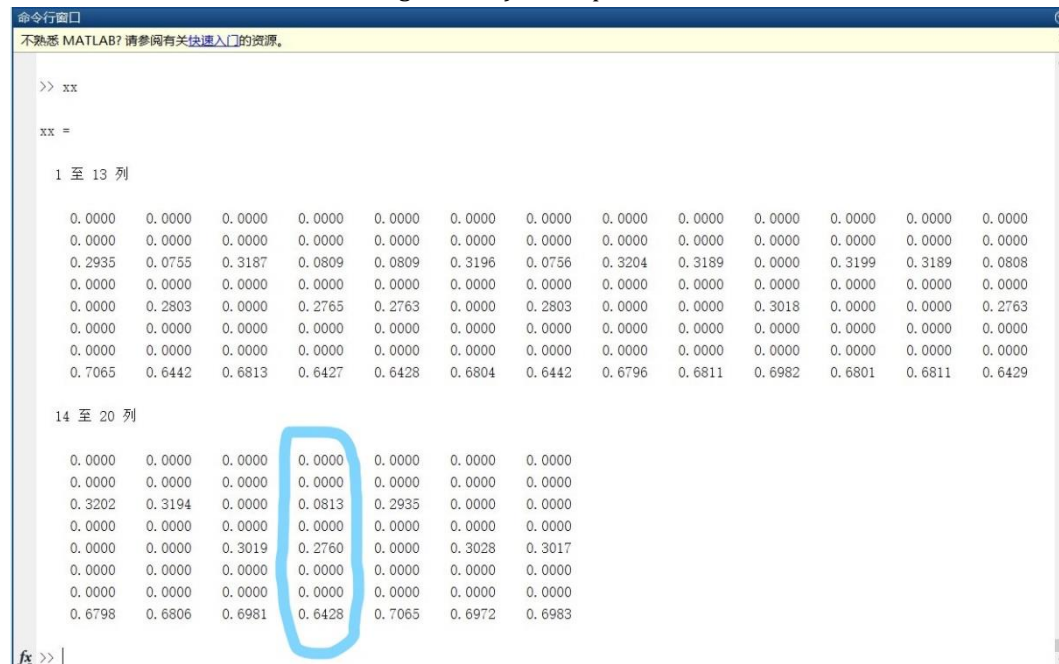 命令行窗口
不熟悉 MATLAB? 请参阅有关快速入门的资源。
>> xx
xx =
1 至 13 列
0.0000 0.0000 0.0000 0.0000 0.0000 0.0000 0.0000 0.0000 0.0000 0.0000 0.0000 0.0000 0.0000
0.0000 0.0000 0.0000 0.0000 0.0000 0.0000 0.0000 0.0000 0.0000 0.0000 0.0000 0.0000 0.0000
0.2935 0.0755 0.3187 0.0809 0.0809 0.3196 0.0756 0.3204 0.3189 0.0000 0.3199 0.3189 0.0808
0.0000 0.0000 0.0000 0.0000 0.0000 0.0000 0.0000 0.0000 0.0000 0.0000 0.0000 0.0000 0.0000
0.0000 0.2803 0.0000 0.2765 0.2763 0.0000 0.2803 0.0000 0.0000 0.3018 0.0000 0.0000 0.2763
0.0000 0.0000 0.0000 0.0000 0.0000 0.0000 0.0000 0.0000 0.0000 0.0000 0.0000 0.0000 0.0000
0.0000 0.0000 0.0000 0.0000 0.0000 0.0000 0.0000 0.0000 0.0000 0.0000 0.0000 0.0000 0.0000
0.7065 0.6442 0.6813 0.6427 0.6428 0.6804 0.6442 0.6796 0.6811 0.6982 0.6801 0.6811 0.6429
14 至 20 列
0.0000 0.0000 0.0000 0.0000 0.0000 0.0000 0.0000
0.0000 0.0000 0.0000 0.0000 0.0000 0.0000 0.0000
0.3202 0.3194 0.0000 0.0813 0.2935 0.0000 0.0000
0.0000 0.0000 0.0000 0.0000 0.0000 0.0000 0.0000
0.0000 0.0000 0.3019 0.2760 0.0000 0.3028 0.3017
0.0000 0.0000 0.0000 0.0000 0.0000 0.0000 0.0000
0.0000 0.0000 0.0000 0.0000 0.0000 0.0000 0.0000
0.6798 0.6806 0.6981 0.6428 0.7065 0.6972 0.6983
fx >>